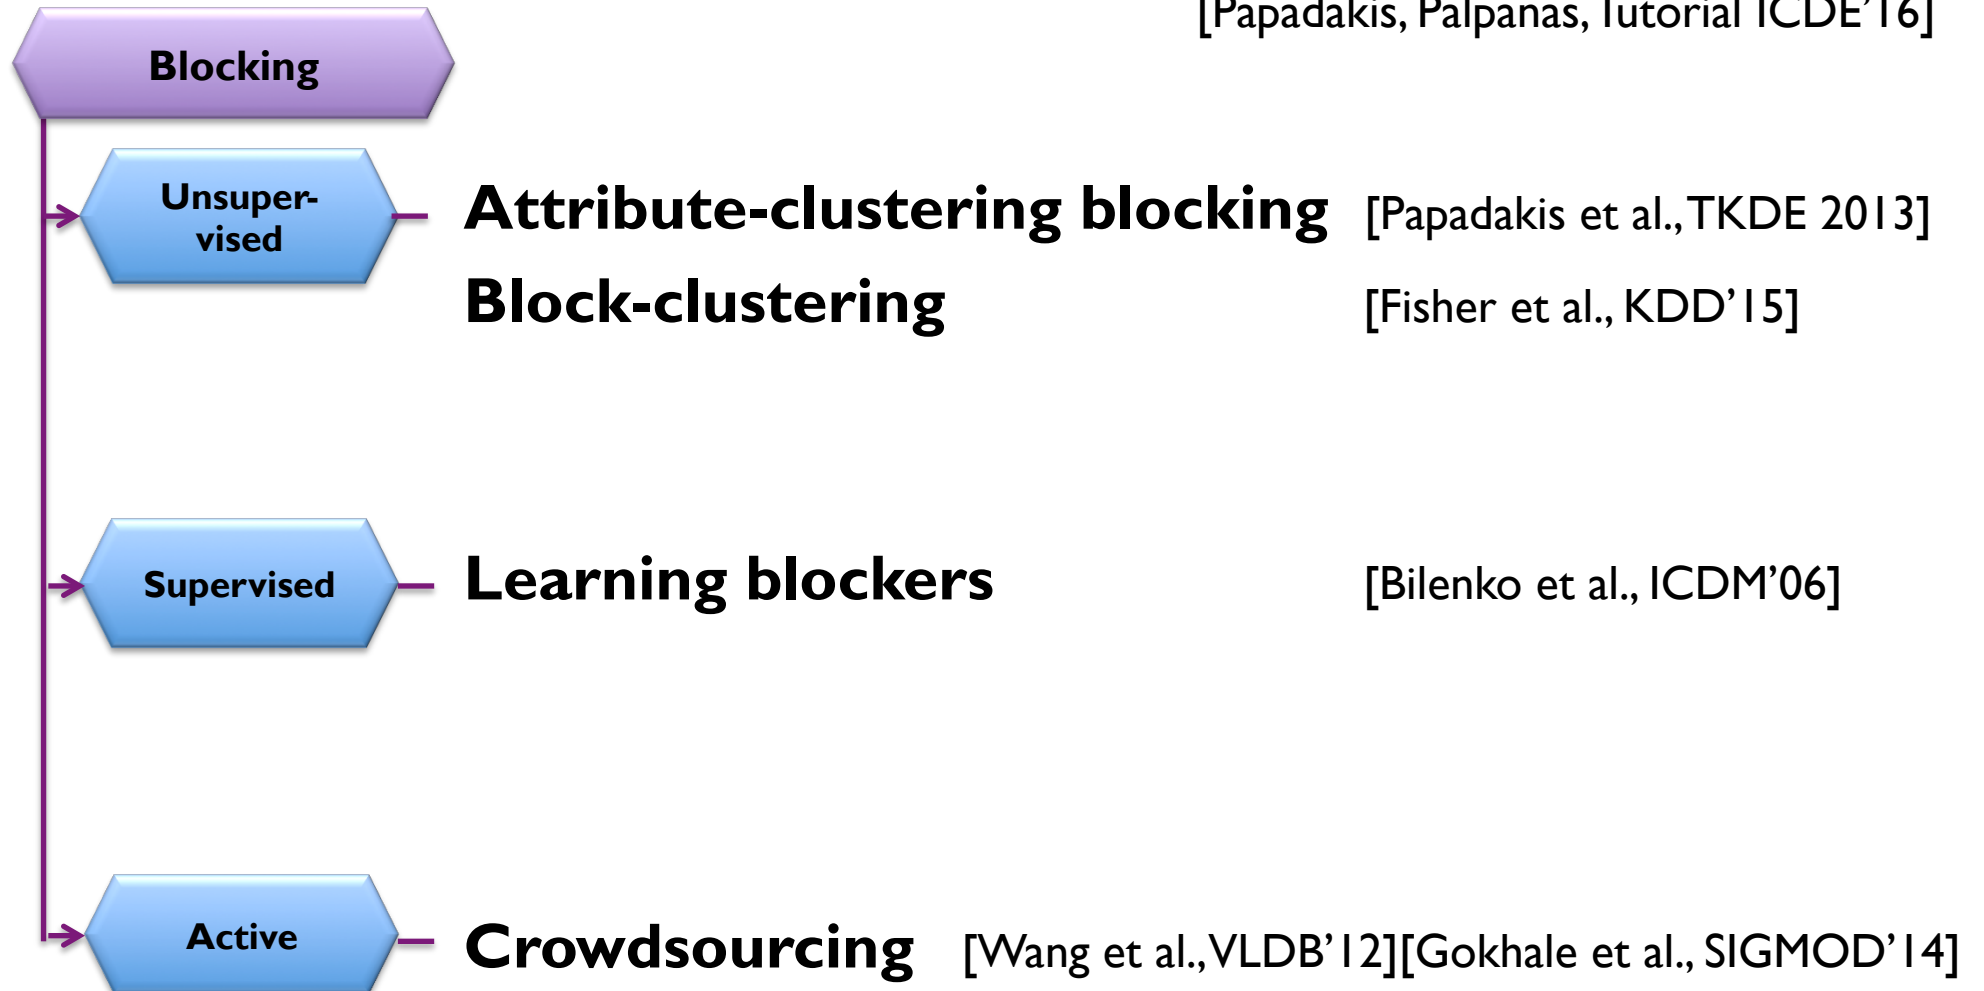 [Papadakis, Palpanas, Tutorial ICDE’16]
Blocking
Unsuper-
vised
Attribute-clustering blocking [Papadakis et al., TKDE 2013]
Block-clustering [Fisher et al., KDD’15]
Supervised
Learning blockers [Bilenko et al., ICDM’06]
Active
Crowdsourcing [Wang et al., VLDB’12][Gokhale et al., SIGMOD’14]